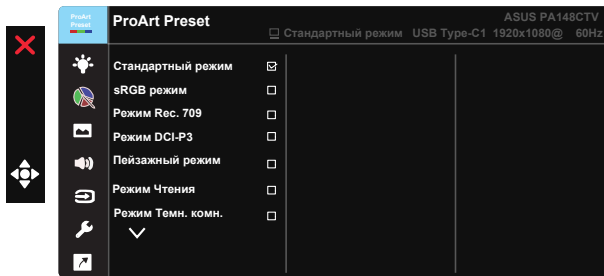 ProArt
Preset
ProArt Preset
ASUS PA148CTV
Стандартный режим USB Type-C1 1920x1080@ 60Hz
Стандартный режим
sRGB режим
Режим Rec. 709
Режим DCI-P3
Пейзажный режим
Режим Чтения
Режим Темн. комн.